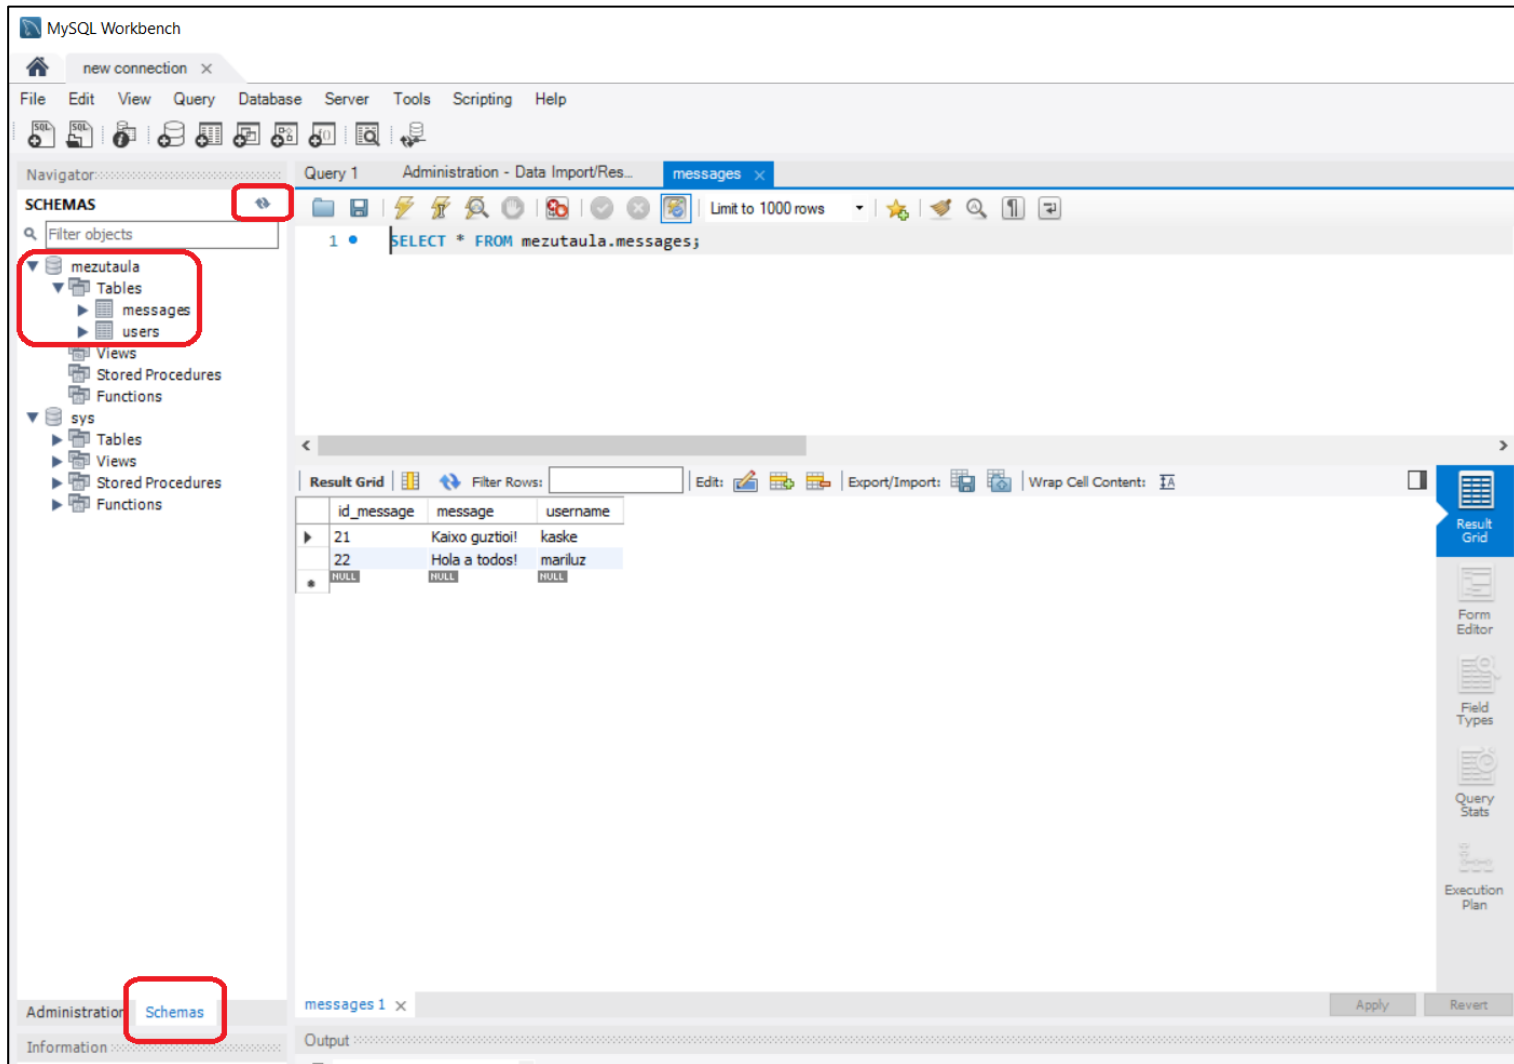 MySQL Workbench
new connection
File Edit View Query Database Server Tools Scripting Help
Navigator
SCHEMAS
Filter objects
mezutaula
Tables
messages
users
Views
Stored Procedures
Functions
sys
Tables
Views
Stored Procedures
Functions
Administration Schemas
Information
Query 1 Administration - Data Import/Res... messages
Limit to 1000 rows
1 SELECT * FROM mezutaula.messages;
Result Grid Filter Rows: Edit: Export/Import: Wrap Cell Content:
id_message message username
21 Kaixo guztioi! kaske
22 Hola a todos! mariluz
NULL NULL NULL
Result
Grid
Form
Editor
Field
Types
Query
Stats
Execution
Plan
messages 1 Apply Revert
Output